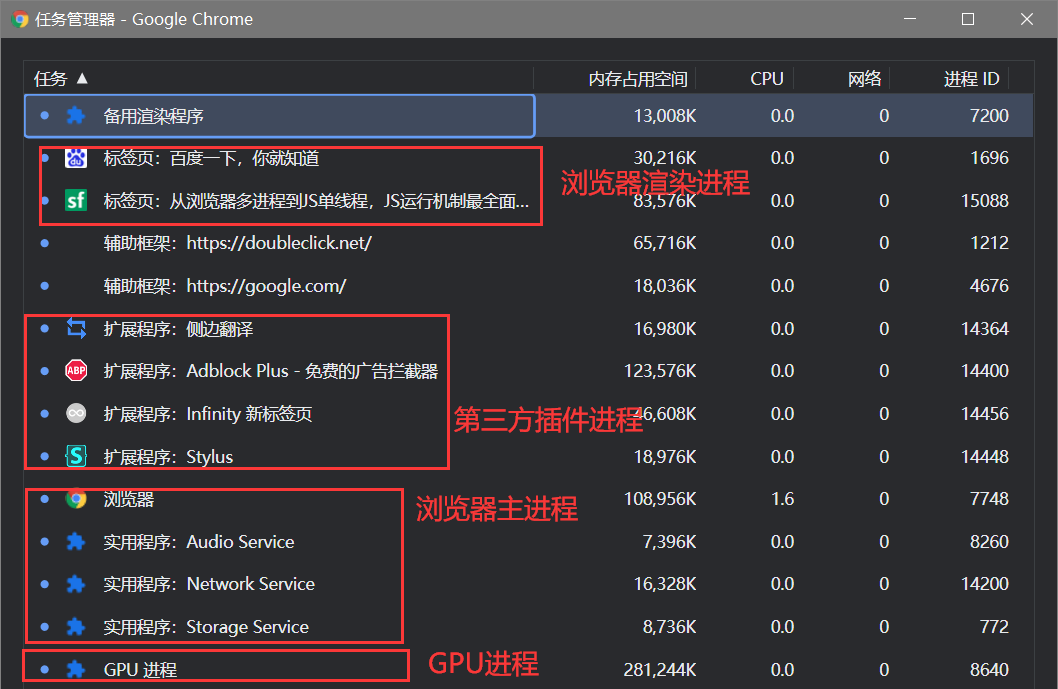 任务管理器 - Google Chrome
任务 ▲ 内存占用空间 CPU 网络 进程 ID
备用渲染程序 13,008K 0.0 0 7200
标签页：百度一下，你就知道 30,216K 0.0 0 1696
浏览器渲染进程
标签页：从浏览器多进程到JS单线程，JS运行机制最全面... 83,576K 0.0 0 15088
辅助框架：https://doubleclick.net/ 65,716K 0.0 0 1212
辅助框架：https://google.com/ 18,036K 0.0 0 4676
扩展程序：侧边翻译 16,980K 0.0 0 14364
扩展程序：Adblock Plus - 免费的广告拦截器 123,576K 0.0 0 14400
扩展程序：Infinity 新标签页 46,608K 0.0 0 14456
第三方插件进程
扩展程序：Stylus 18,976K 0.0 0 14448
浏览器 108,956K 1.6 0 7748
浏览器主进程
实用程序：Audio Service 7,396K 0.0 0 8260
实用程序：Network Service 16,328K 0.0 0 14200
实用程序：Storage Service 8,736K 0.0 0 772
GPU 进程 281,244K 0.0 0 8640
GPU进程